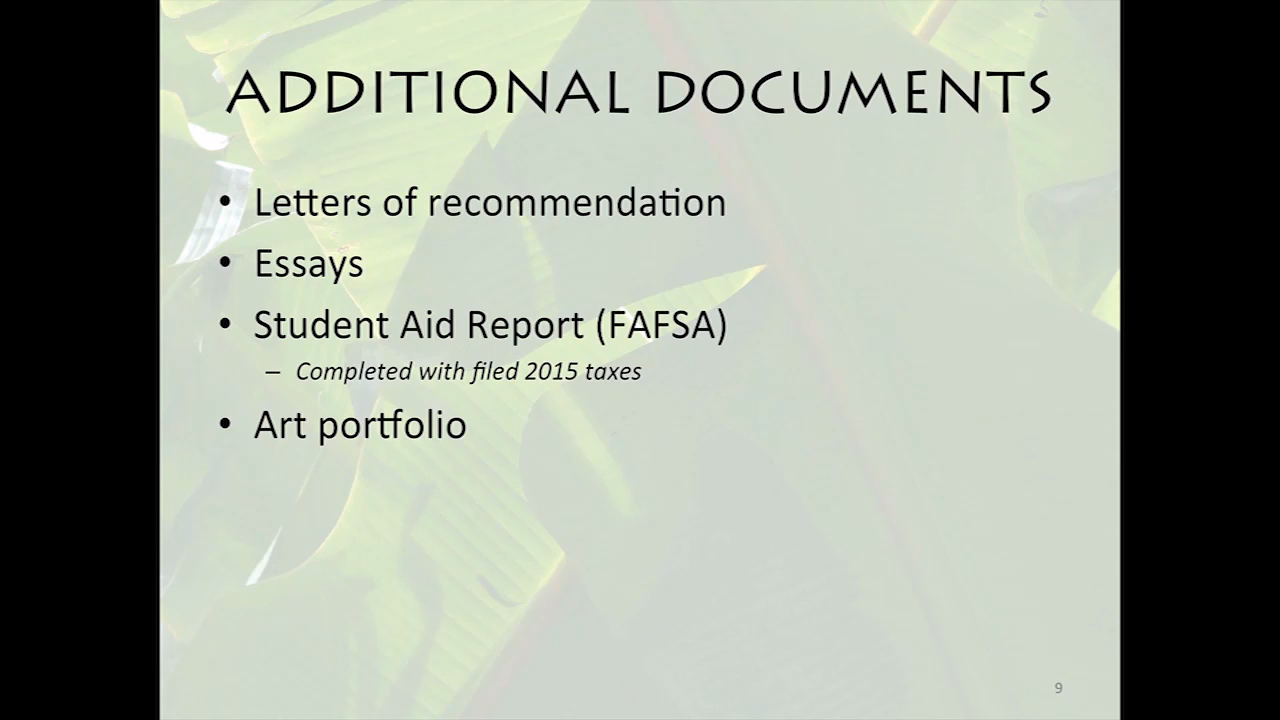 ADDITIONAL DOCUMENTS
• Letters of recommendation
• Essays
• Student Aid Report (FAFSA)
– Completed with filed 2015 taxes
• Art portfolio
9